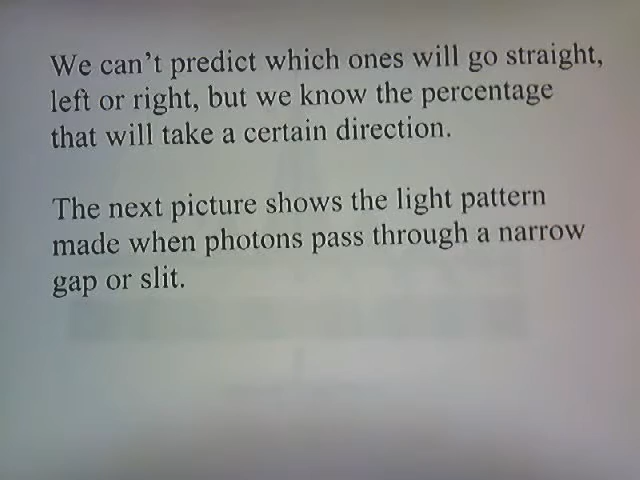 We can't predict which ones will go straight,
left or right, but we know the percentage
that will take a certain direction.
The next picture shows the light pattern
made when photons pass through a narrow
gap or slit.